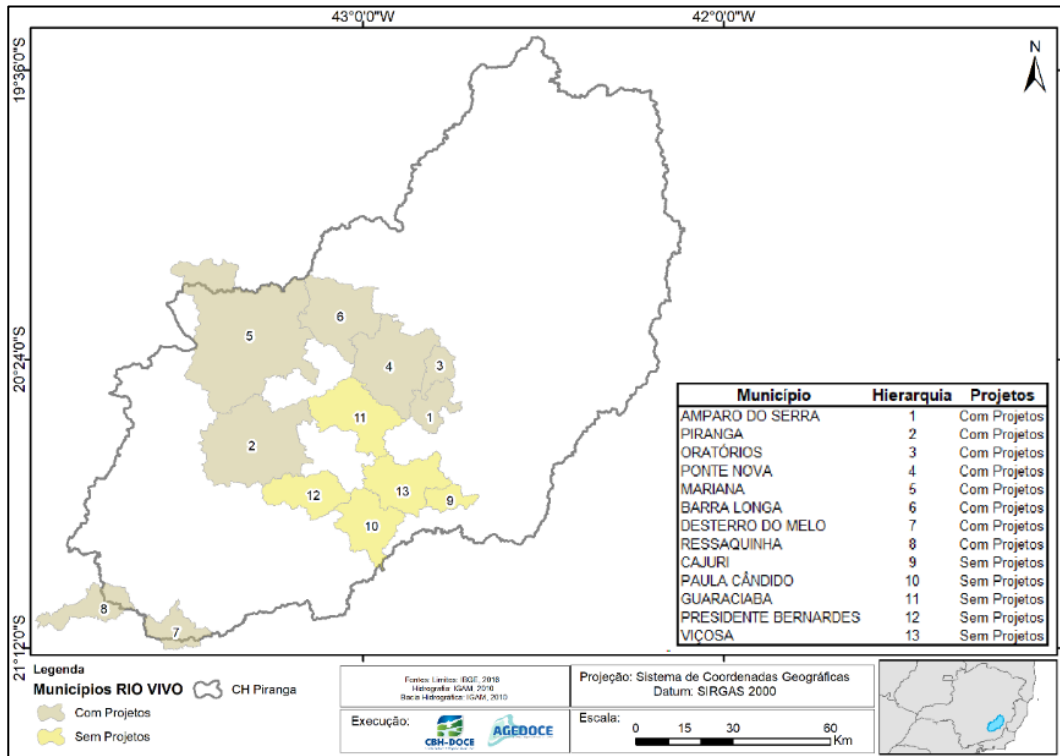 43°0'0"W
42°0'0"W
19°36'0"S
20°24'0"S
21°12'0"S
N
5
6
4
3
1
2
11
12
13
9
10
8
7
Município Hierarquia Projetos
AMPARO DO SERRA 1 Com Projetos
PIRANGA 2 Com Projetos
ORATÓRIOS 3 Com Projetos
PONTE NOVA 4 Com Projetos
MARIANA 5 Com Projetos
BARRA LONGA 6 Com Projetos
DESTERRO DO MELO 7 Com Projetos
RESSAQUINHA 8 Com Projetos
CAJURI 9 Sem Projetos
PAULA CÂNDIDO 10 Sem Projetos
GUARACIABA 11 Sem Projetos
PRESIDENTE BERNARDES 12 Sem Projetos
VIÇOSA 13 Sem Projetos
Legenda
Municípios RIO VIVO CH Piranga
Com Projetos
Sem Projetos
Fontes: Limites: IBGE, 2016
Hidrografia: IGAM, 2010
Bacia Hidrográfica: IGAM, 2010
Execução:
CBH-DOCE
AGEDOCE
Projeção: Sistema de Coordenadas Geográficas
Datum: SIRGAS 2000
Escala:
0 15 30 60
Km